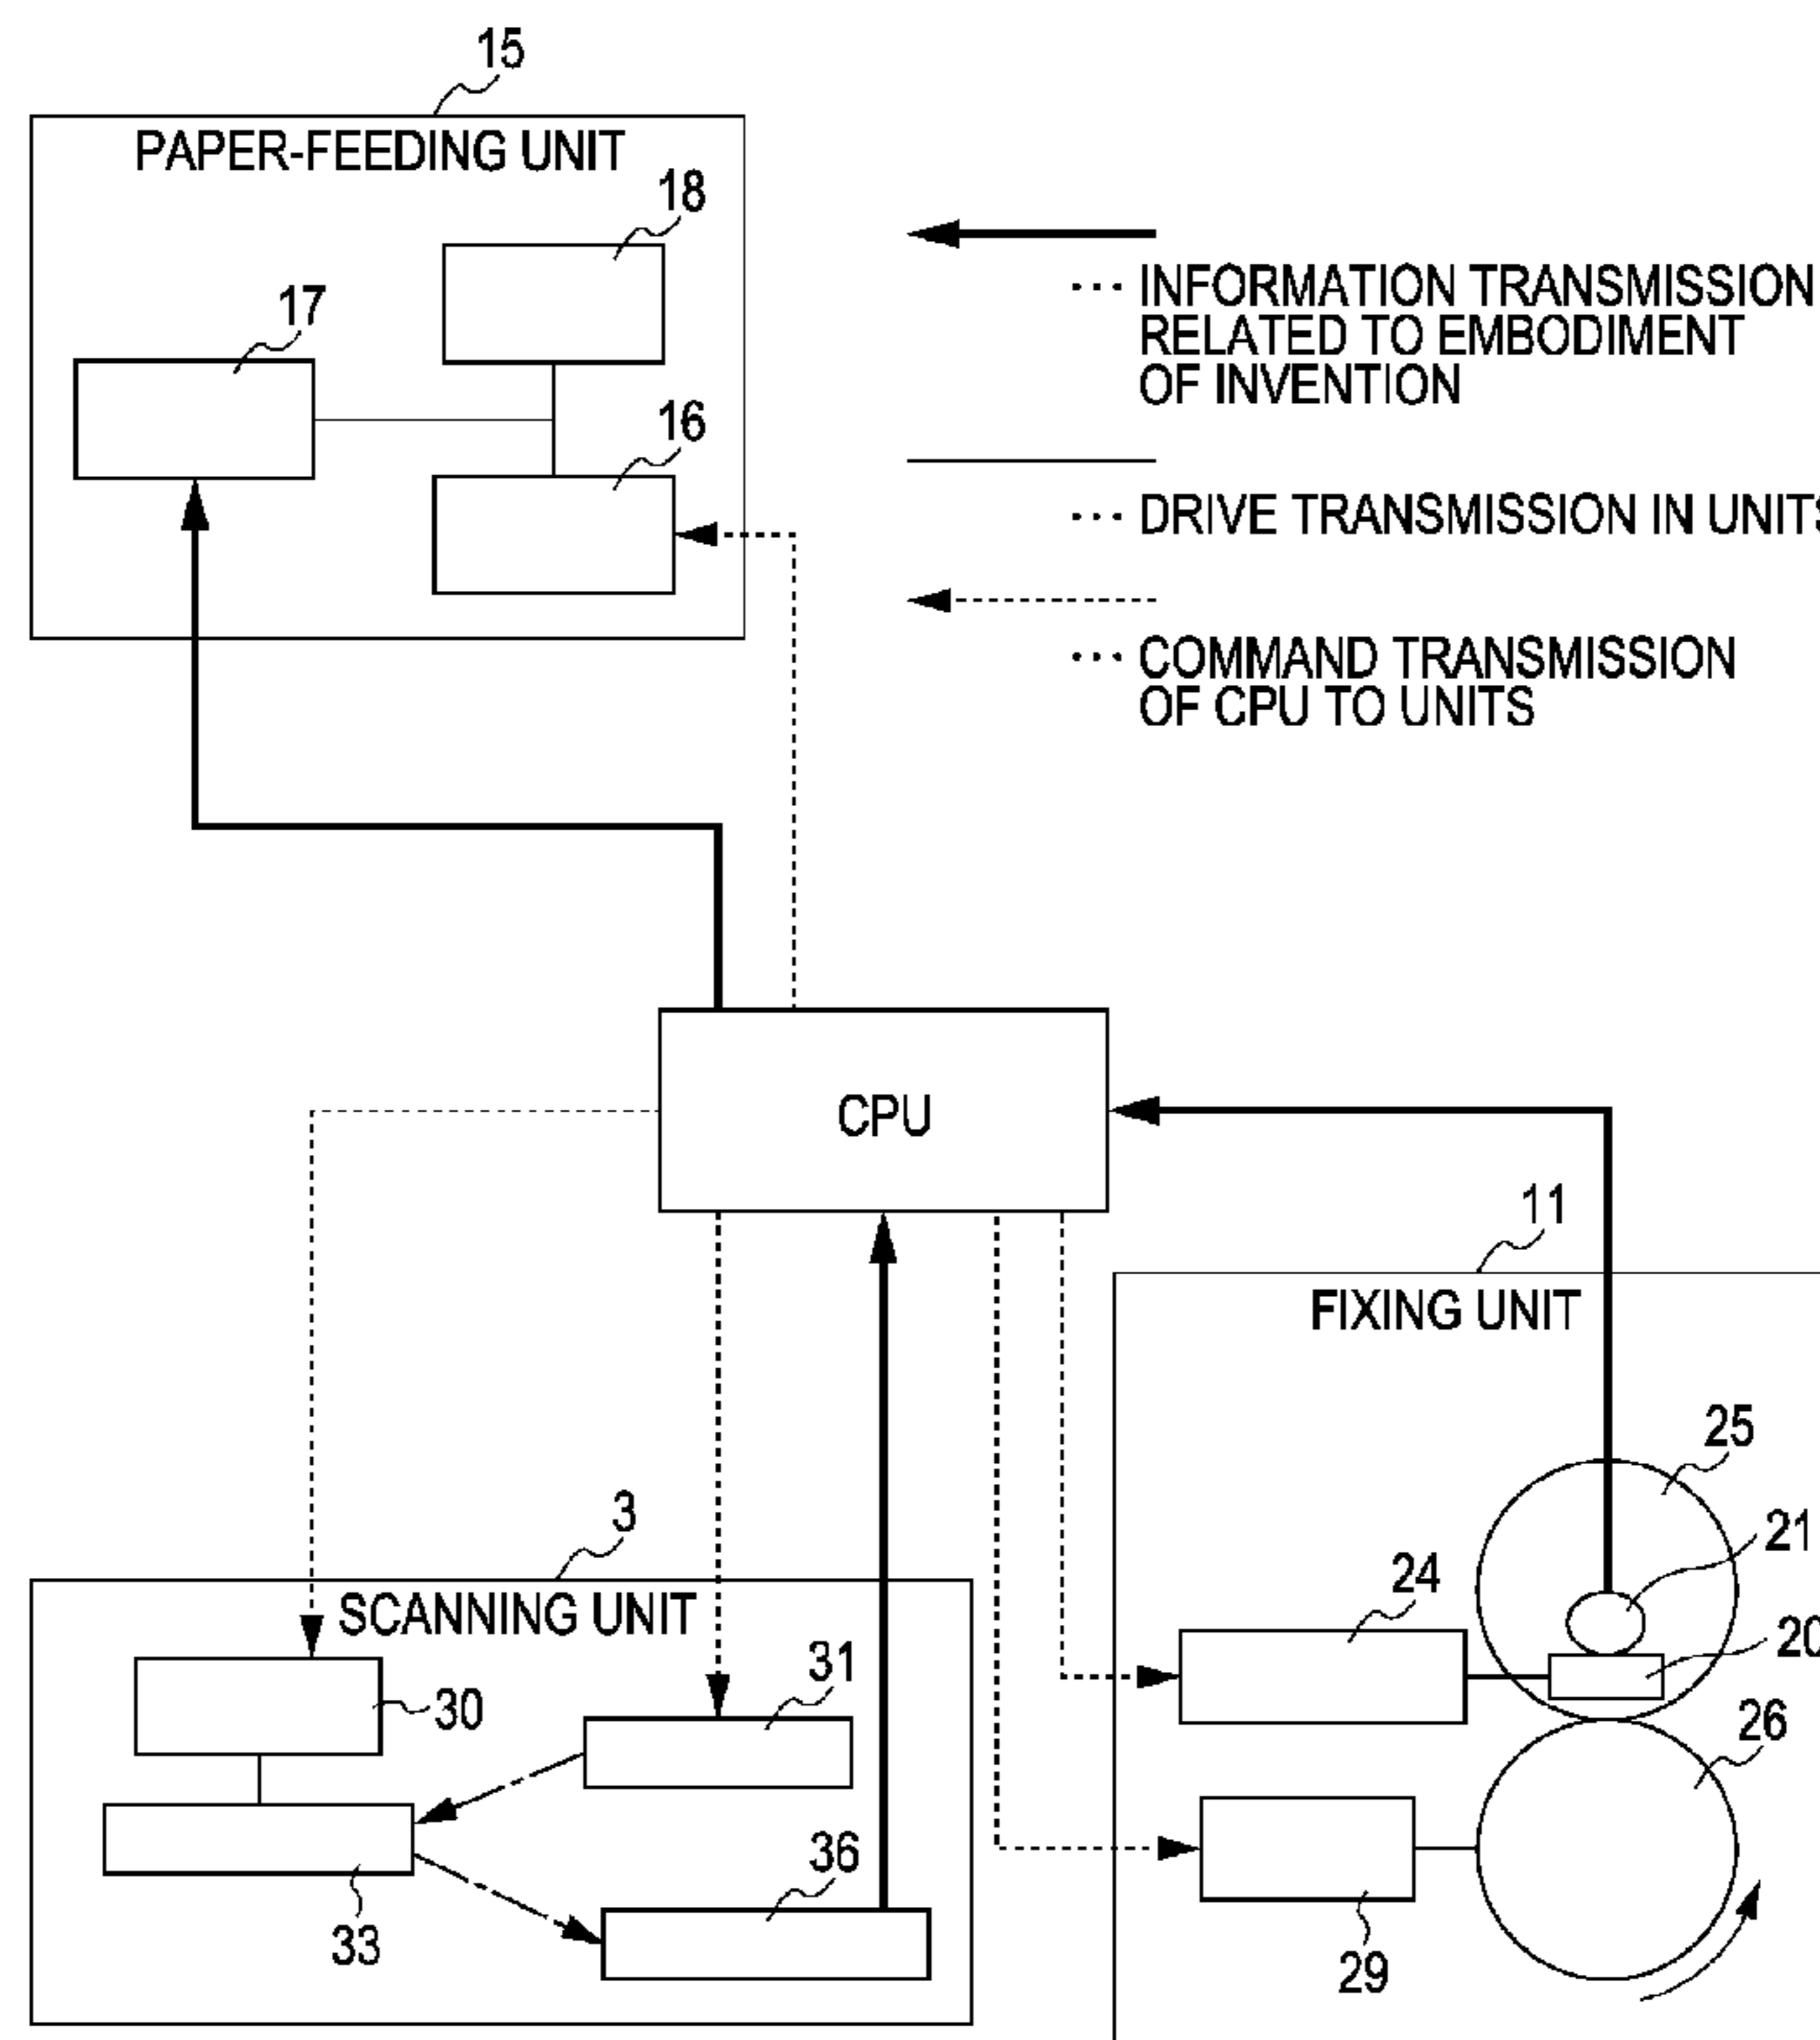 15
PAPER-FEEDING UNIT
18
17
16
··· INFORMATION TRANSMISSION
RELATED TO EMBODIMENT
OF INVENTION
··· DRIVE TRANSMISSION IN UNITS
··· COMMAND TRANSMISSION
OF CPU TO UNITS
CPU
11
FIXING UNIT
25
21
24
20
26
29
3
SCANNING UNIT
31
30
36
33